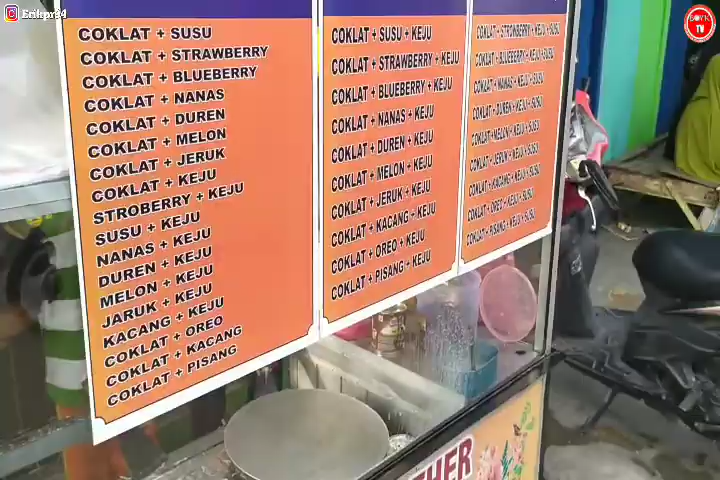 Erikpr94
BOYK TV
COKLAT + SUSU
COKLAT + STRAWBERRY
COKLAT + BLUEBERRY
COKLAT + NANAS
COKLAT + DUREN
COKLAT + MELON
COKLAT + JERUK
COKLAT + KEJU
STROBERRY + KEJU
SUSU + KEJU
NANAS + KEJU
DUREN + KEJU
MELON + KEJU
JARUK + KEJU
KACANG + KEJU
COKLAT + OREO
COKLAT + KACANG
COKLAT + PISANG
COKLAT + SUSU + KEJU
COKLAT + STRAWBERRY + KEJU
COKLAT + BLUEBERRY + KEJU
COKLAT + NANAS + KEJU
COKLAT + DUREN + KEJU
COKLAT + MELON + KEJU
COKLAT + JERUK + KEJU
COKLAT + KACANG + KEJU
COKLAT + OREO + KEJU
COKLAT + PISANG + KEJU
COKLAT + STROWBERRY + KEJU + SUSU
COKLAT + BLUEBERRY + KEJU + SUSU
COKLAT + NANAS + KEJU + SUSU
COKLAT + DUREN + KEJU + SUSU
COKLAT + MELON + KEJU + SUSU
COKLAT + JERUK + KEJU + SUSU
COKLAT + KACANG + KEJU + SUSU
COKLAT + OREO + KEJU + SUSU
COKLAT + PISANG + KEJU + SUSU